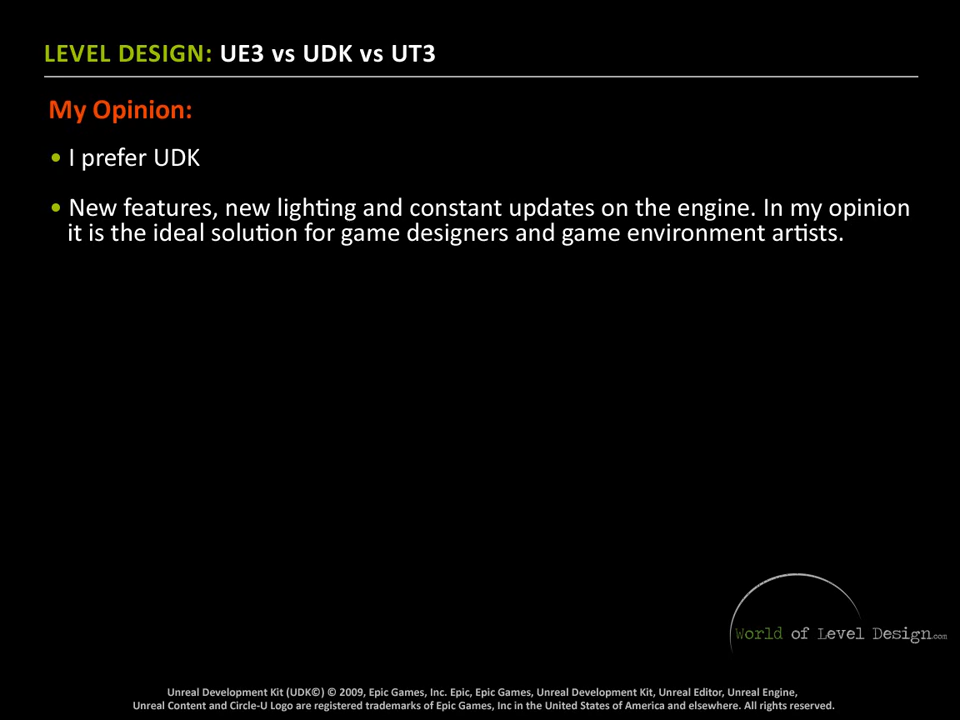 LEVEL DESIGN: UE3 vs UDK vs UT3
My Opinion:
• I prefer UDK
• New features, new lighting and constant updates on the engine. In my opinion
it is the ideal solution for game designers and game environment artists.
World of Level Design.com
Unreal Development Kit (UDK©) © 2009, Epic Games, Inc. Epic, Epic Games, Unreal Development Kit, Unreal Editor, Unreal Engine,
Unreal Content and Circle-U Logo are registered trademarks of Epic Games, Inc in the United States of America and elsewhere. All rights reserved.